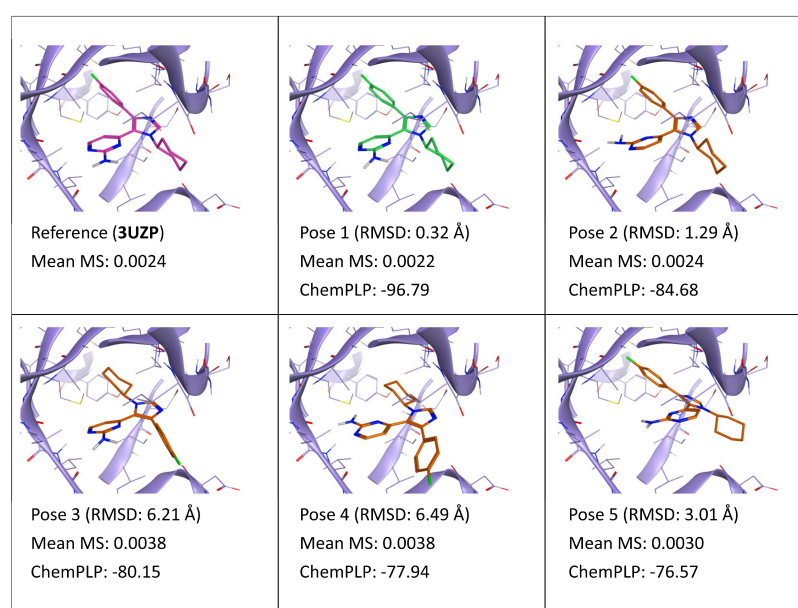 Reference (3UZP)
Mean MS: 0.0024
Pose 1 (RMSD: 0.32 Å)
Mean MS: 0.0022
ChemPLP: -96.79
Pose 2 (RMSD: 1.29 Å)
Mean MS: 0.0024
ChemPLP: -84.68
Pose 3 (RMSD: 6.21 Å)
Mean MS: 0.0038
ChemPLP: -80.15
Pose 4 (RMSD: 6.49 Å)
Mean MS: 0.0038
ChemPLP: -77.94
Pose 5 (RMSD: 3.01 Å)
Mean MS: 0.0030
ChemPLP: -76.57